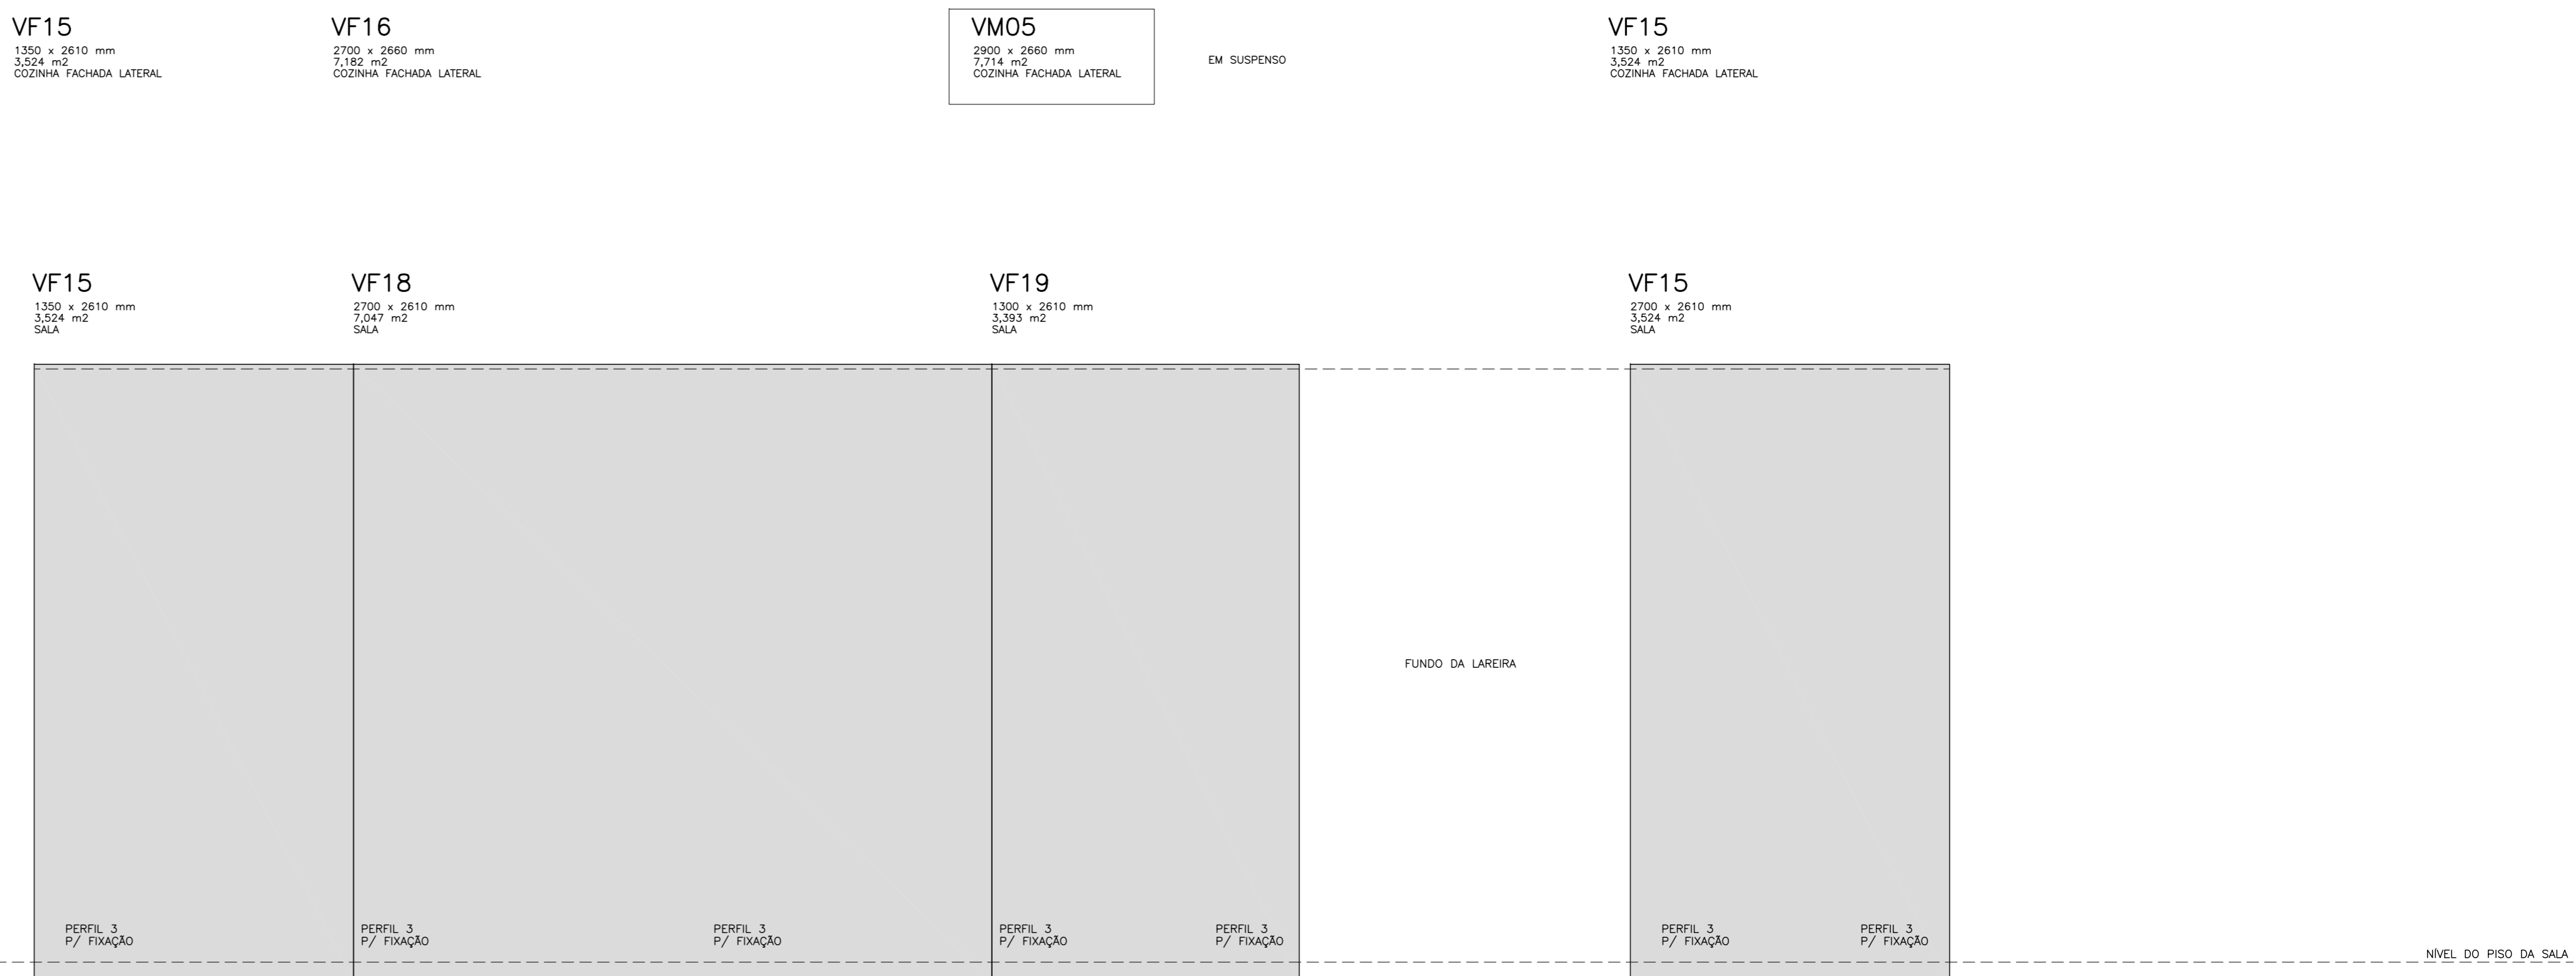 VF15
1350 x 2610 mm
3,524 m2
COZINHA FACHADA LATERAL
VF16
2700 x 2660 mm
7,182 m2
COZINHA FACHADA LATERAL
VM05
2900 x 2660 mm
7,714 m2
COZINHA FACHADA LATERAL
EM SUSPENSO
VF15
1350 x 2610 mm
3,524 m2
COZINHA FACHADA LATERAL
VF15
1350 x 2610 mm
3,524 m2
SALA
VF18
2700 x 2610 mm
7,047 m2
SALA
VF19
1300 x 2610 mm
3,393 m2
SALA
VF15
2700 x 2610 mm
3,524 m2
SALA
FUNDO DA LAREIRA
PERFIL 3
P/ FIXAÇÃO
PERFIL 3
P/ FIXAÇÃO
PERFIL 3
P/ FIXAÇÃO
PERFIL 3
P/ FIXAÇÃO
PERFIL 3
P/ FIXAÇÃO
PERFIL 3
P/ FIXAÇÃO
PERFIL 3
P/ FIXAÇÃO
NÍVEL DO PISO DA SALA